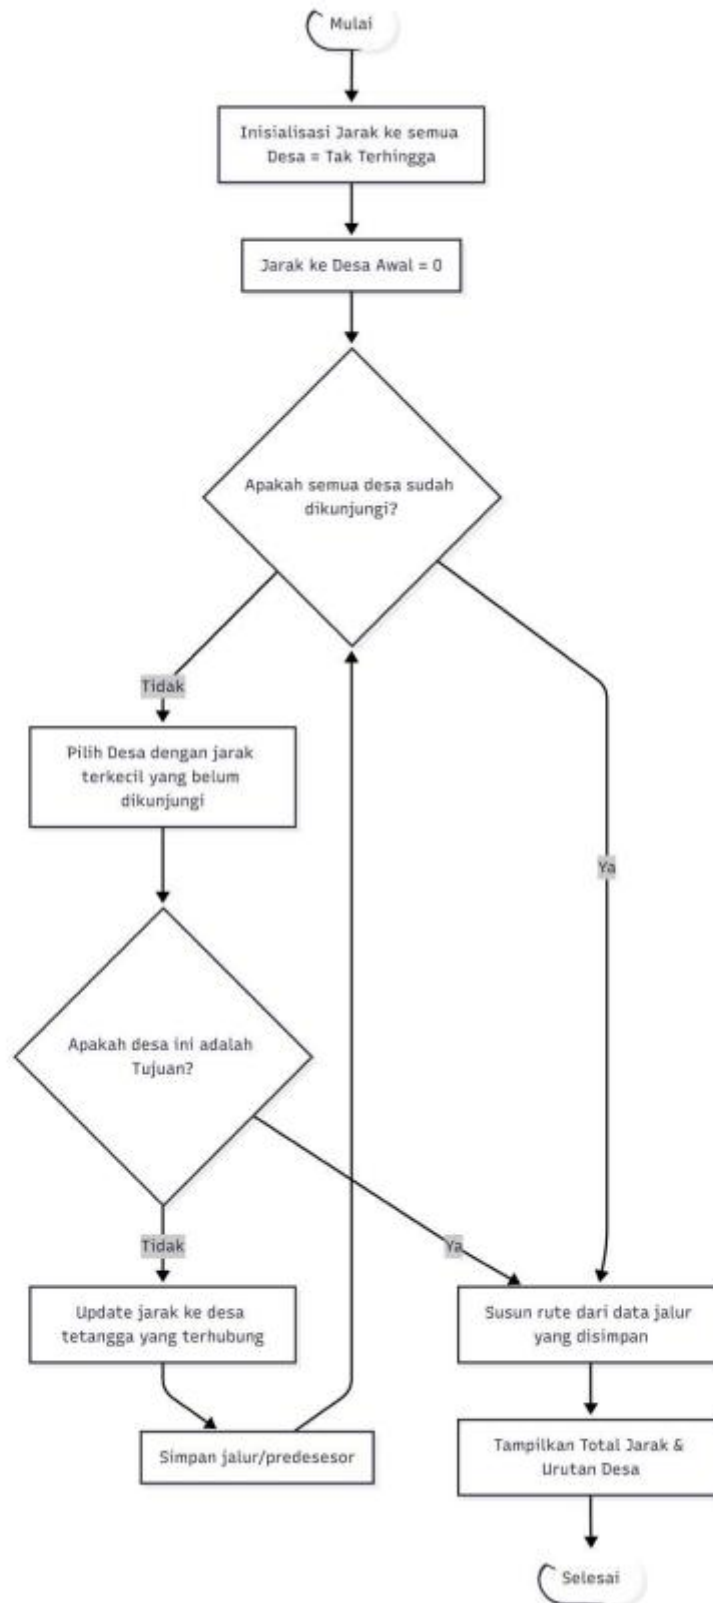 Mulai
Inisialisasi Jarak ke semua
Desa = Tak Terhingga
Jarak ke Desa Awal = 0
Apakah semua desa sudah
dikunjungi?
Tidak
Pilih Desa dengan jarak
terkecil yang belum
dikunjungi
Ya
Apakah desa ini adalah
Tujuan?
Tidak
Ya
Update jarak ke desa
tetangga yang terhubung
Susun rute dari data jalur
yang disimpan
Simpan jalur/predesesor
Tampilkan Total Jarak &
Urutan Desa
Selesai